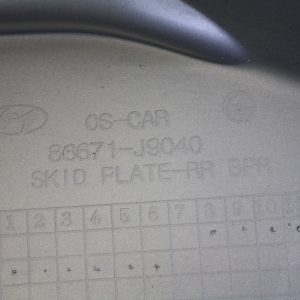 OS-CAR
86671-J9040
SKID PLATE-RR BPR
1 2 3 4 5 6 7 8 9 10